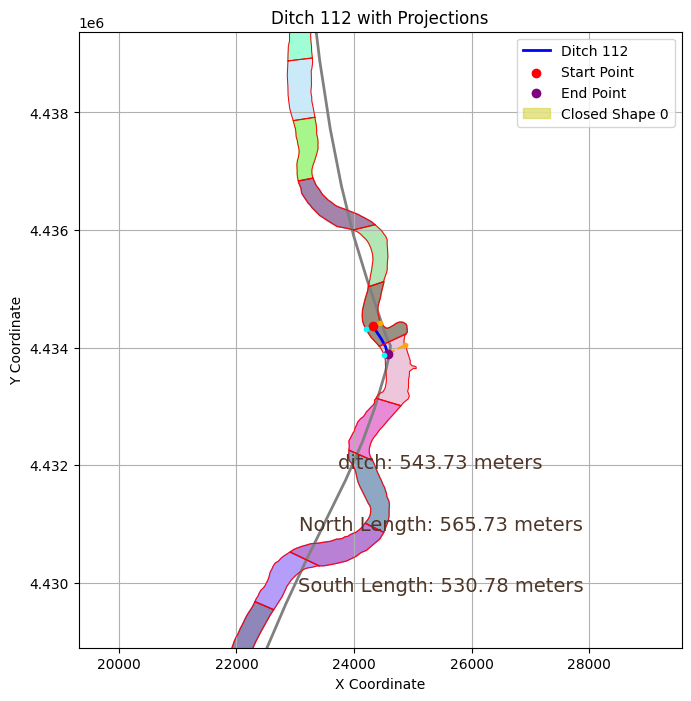 Ditch 112 with Projections
1e6
Ditch 112
Start Point
End Point
Closed Shape 0
4.438
4.436
4.434
4.432
4.430
Y Coordinate
ditch: 543.73 meters
North Length: 565.73 meters
South Length: 530.78 meters
20000 22000 24000 26000 28000
X Coordinate